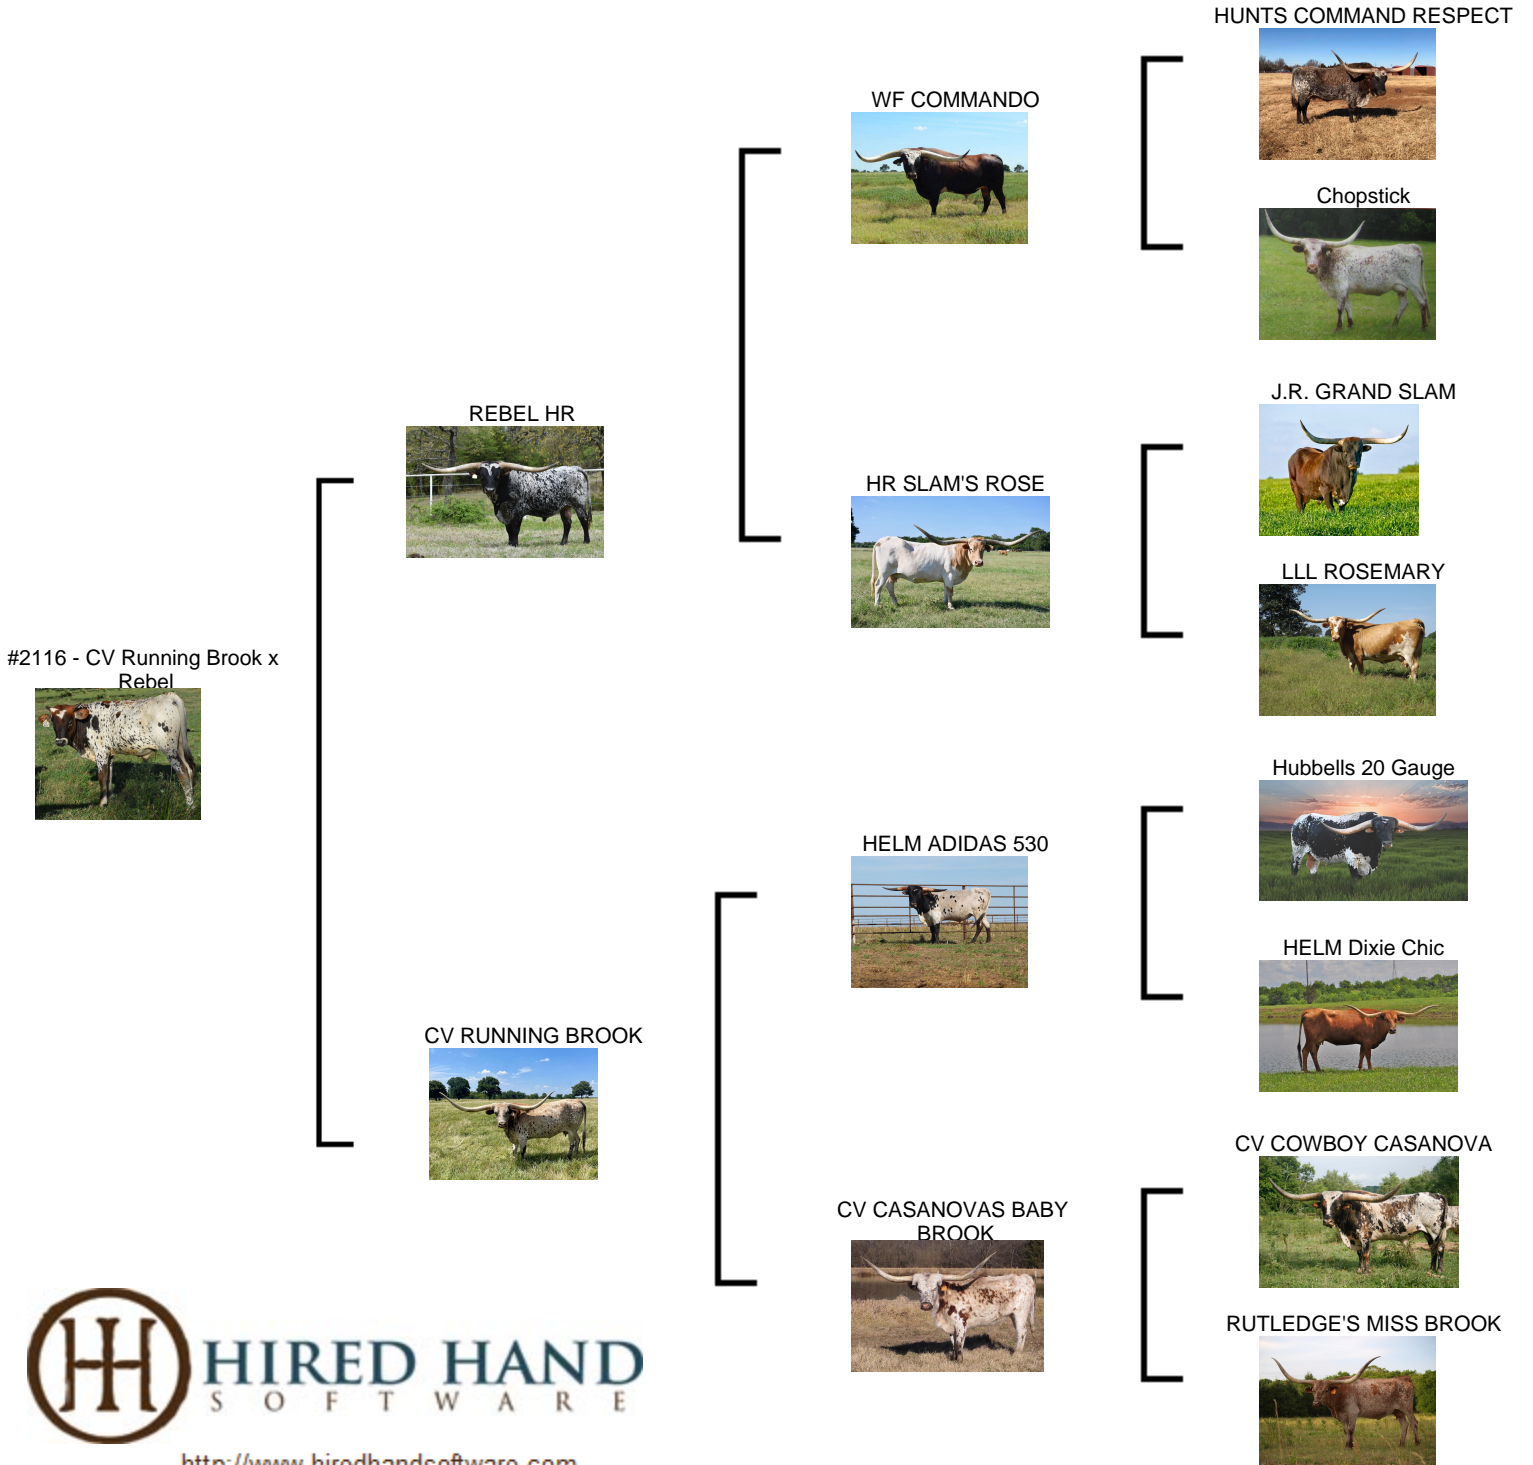 HUNTS COMMAND RESPECT
WF COMMANDO
Chopstick
J.R. GRAND SLAM
REBEL HR
HR SLAM'S ROSE
LLL ROSEMARY
#2116 - CV Running Brook x
Rebel
Hubbells 20 Gauge
HELM ADIDAS 530
HELM Dixie Chic
CV RUNNING BROOK
CV COWBOY CASANOVA
CV CASANOVAS BABY
BROOK
RUTLEDGE'S MISS BROOK
HIRED HAND
SOFTWARE
http://www.hiredhandsoftware.com